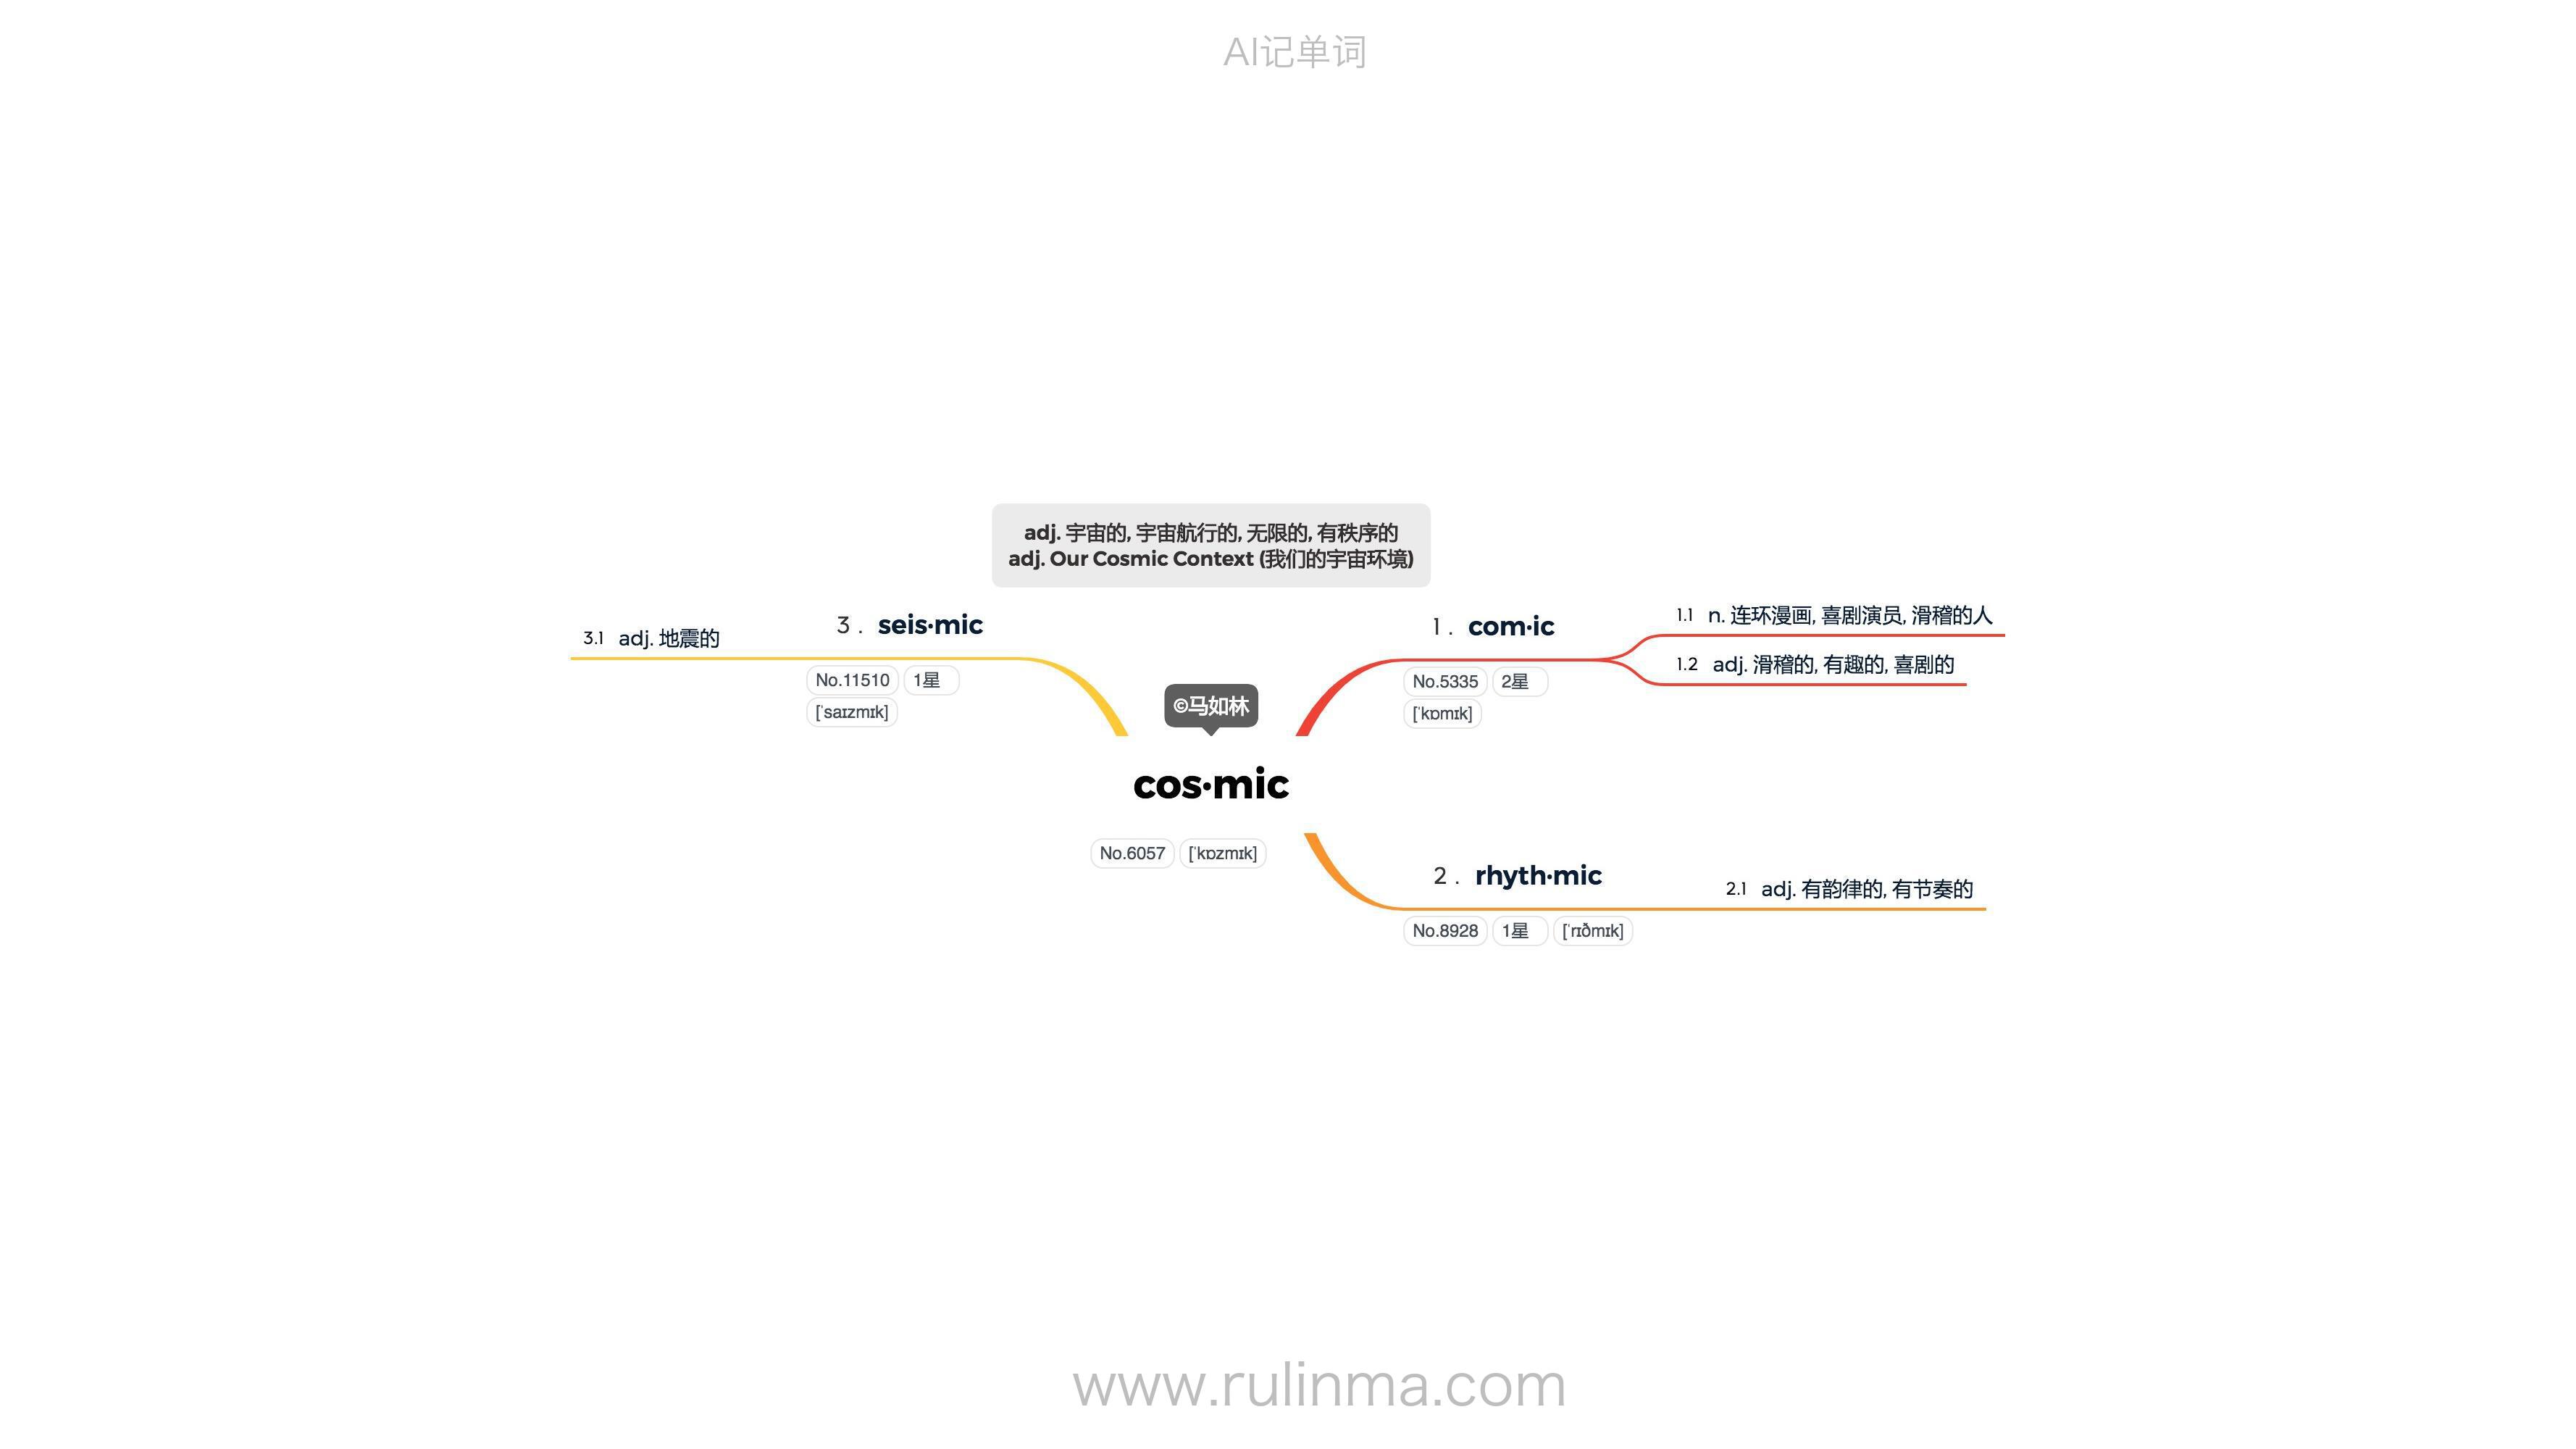 AI记单词
adj. 宇宙的, 宇宙航行的, 无限的, 有秩序的
adj. Our Cosmic Context (我们的宇宙环境)
©马如林
cos·mic
No.6057 [ˈkɒzmɪk]
1 . com·ic
No.5335 2星
[ˈkɒmɪk]
1.1 n. 连环漫画, 喜剧演员, 滑稽的人
1.2 adj. 滑稽的, 有趣的, 喜剧的
2 . rhyth·mic
No.8928 1星 [ˈrɪðmɪk]
2.1 adj. 有韵律的, 有节奏的
3 . seis·mic
No.11510 1星
[ˈsaɪzmɪk]
3.1 adj. 地震的
www.rulinma.com